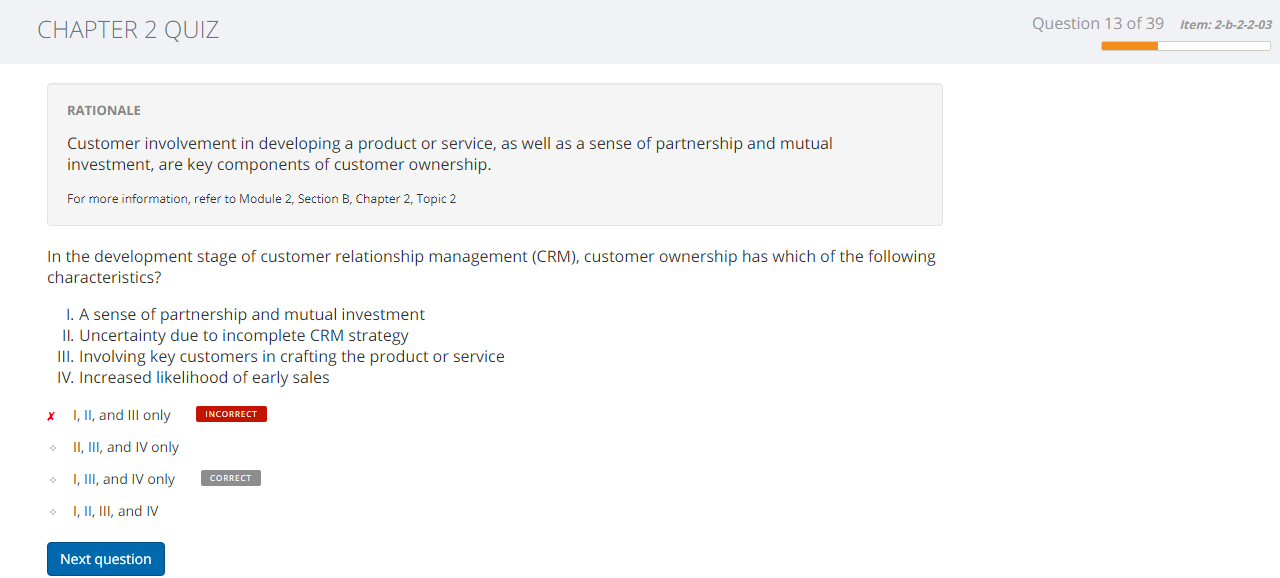 CHAPTER 2 QUIZ
Question 13 of 39 Item: 2-b-2-2-03
RATIONALE
Customer involvement in developing a product or service, as well as a sense of partnership and mutual
investment, are key components of customer ownership.
For more information, refer to Module 2, Section B, Chapter 2, Topic 2
In the development stage of customer relationship management (CRM), customer ownership has which of the following
characteristics?
I. A sense of partnership and mutual investment
II. Uncertainty due to incomplete CRM strategy
III. Involving key customers in crafting the product or service
IV. Increased likelihood of early sales
✗ I, II, and III only INCORRECT
II, III, and IV only
I, III, and IV only CORRECT
I, II, III, and IV
Next question